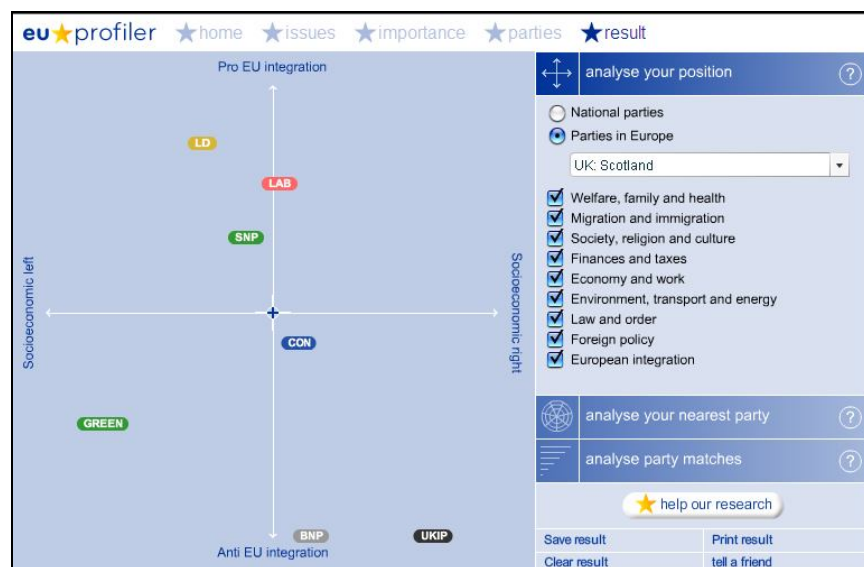 eu profiler home issues importance parties result
Pro EU integration
LD
LAB
SNP
Socioeconomic left
Socioeconomic right
CON
GREEN
BNP
UKIP
Anti EU integration
analyse your position ?
National parties
Parties in Europe
UK: Scotland
Welfare, family and health
Migration and immigration
Society, religion and culture
Finances and taxes
Economy and work
Environment, transport and energy
Law and order
Foreign policy
European integration
analyse your nearest party ?
analyse party matches ?
help our research
Save result Print result
Clear result tell a friend